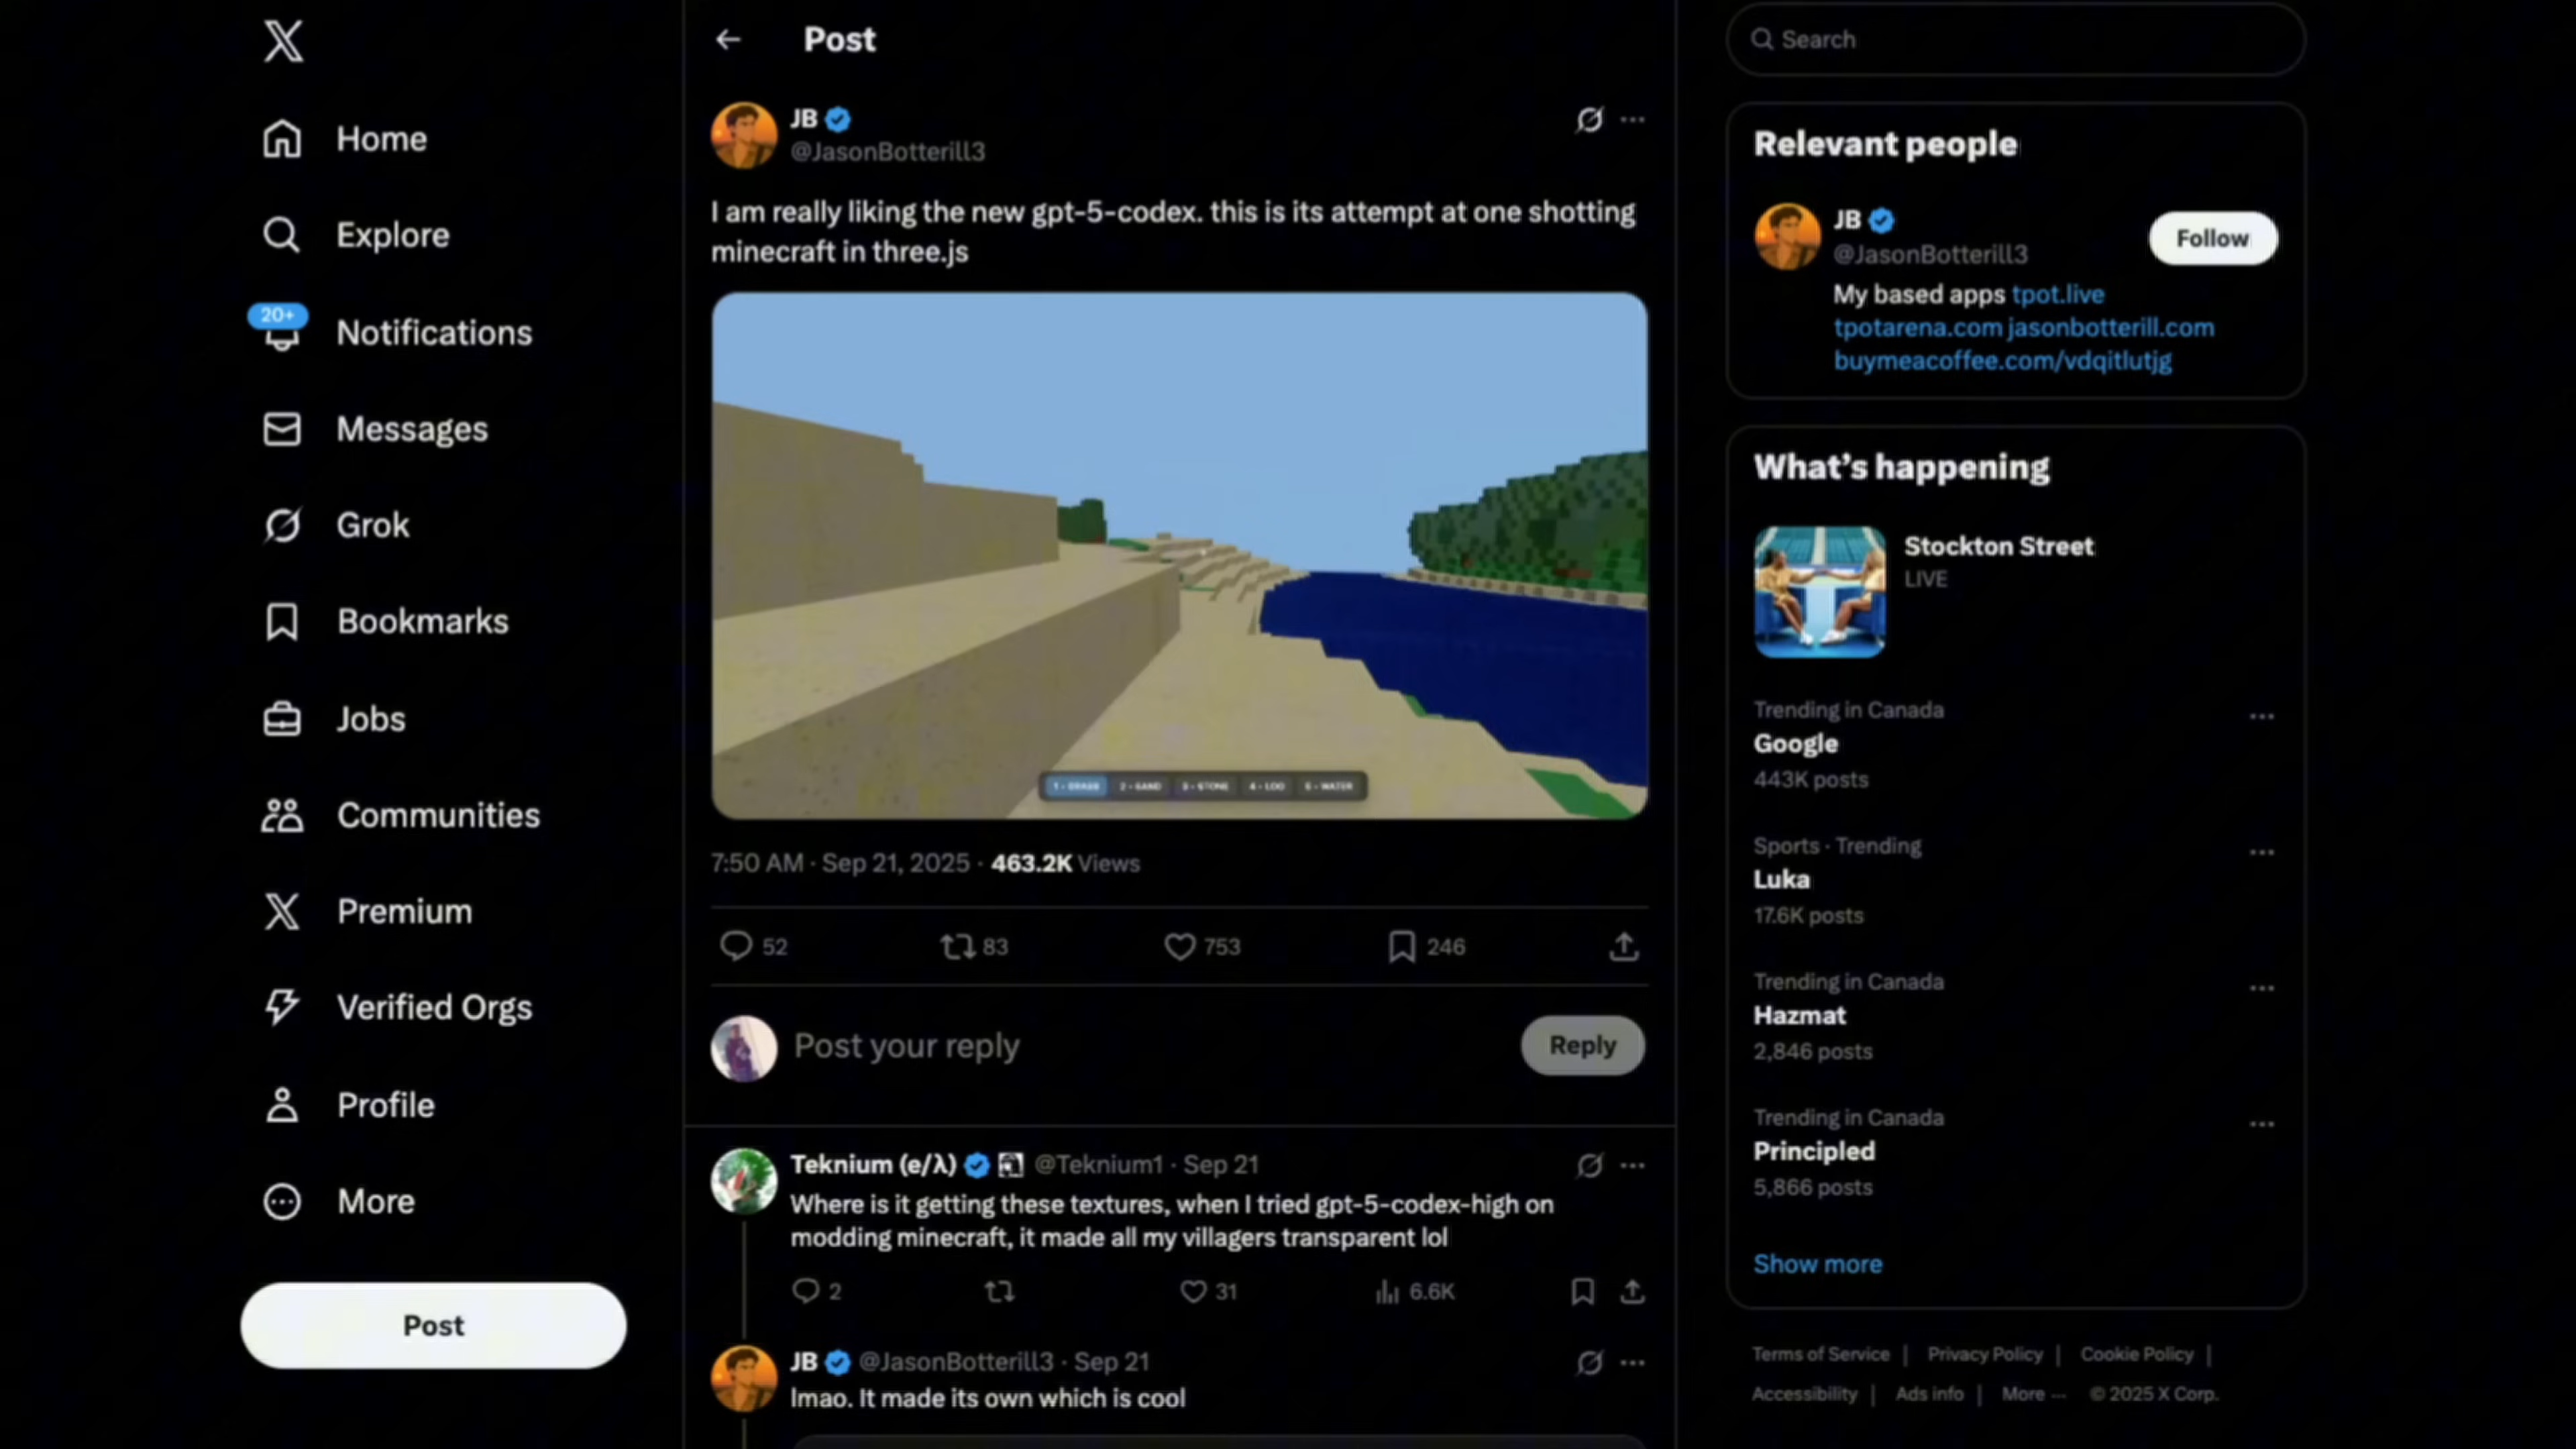 Home
Explore
20+
Notifications
Messages
Grok
Bookmarks
Jobs
Communities
Premium
Verified Orgs
Profile
More
Post
Post
JB
@JasonBotterill3
I am really liking the new gpt-5-codex. this is its attempt at one shotting
minecraft in three.js
1 - GRASS 2 - SAND 3 - STONE 4 - LOG 5 - WATER
7:50 AM · Sep 21, 2025 · 463.2K Views
52 83 753 246
Post your reply
Reply
Teknium (e/λ) @Teknium1 · Sep 21
Where is it getting these textures, when I tried gpt-5-codex-high on
modding minecraft, it made all my villagers transparent lol
2 31 6.6K
JB @JasonBotterill3 · Sep 21
lmao. It made its own which is cool
Search
Relevant people
JB
@JasonBotterill3
Follow
My based apps tpot.live
tpotarena.com jasonbotterill.com
buymeacoffee.com/vdqitlutjg
What's happening
Stockton Street
LIVE
Trending in Canada
Google
443K posts
Sports · Trending
Luka
17.6K posts
Trending in Canada
Hazmat
2,846 posts
Trending in Canada
Principled
5,866 posts
Show more
Terms of Service | Privacy Policy | Cookie Policy |
Accessibility | Ads info | More ··· © 2025 X Corp.